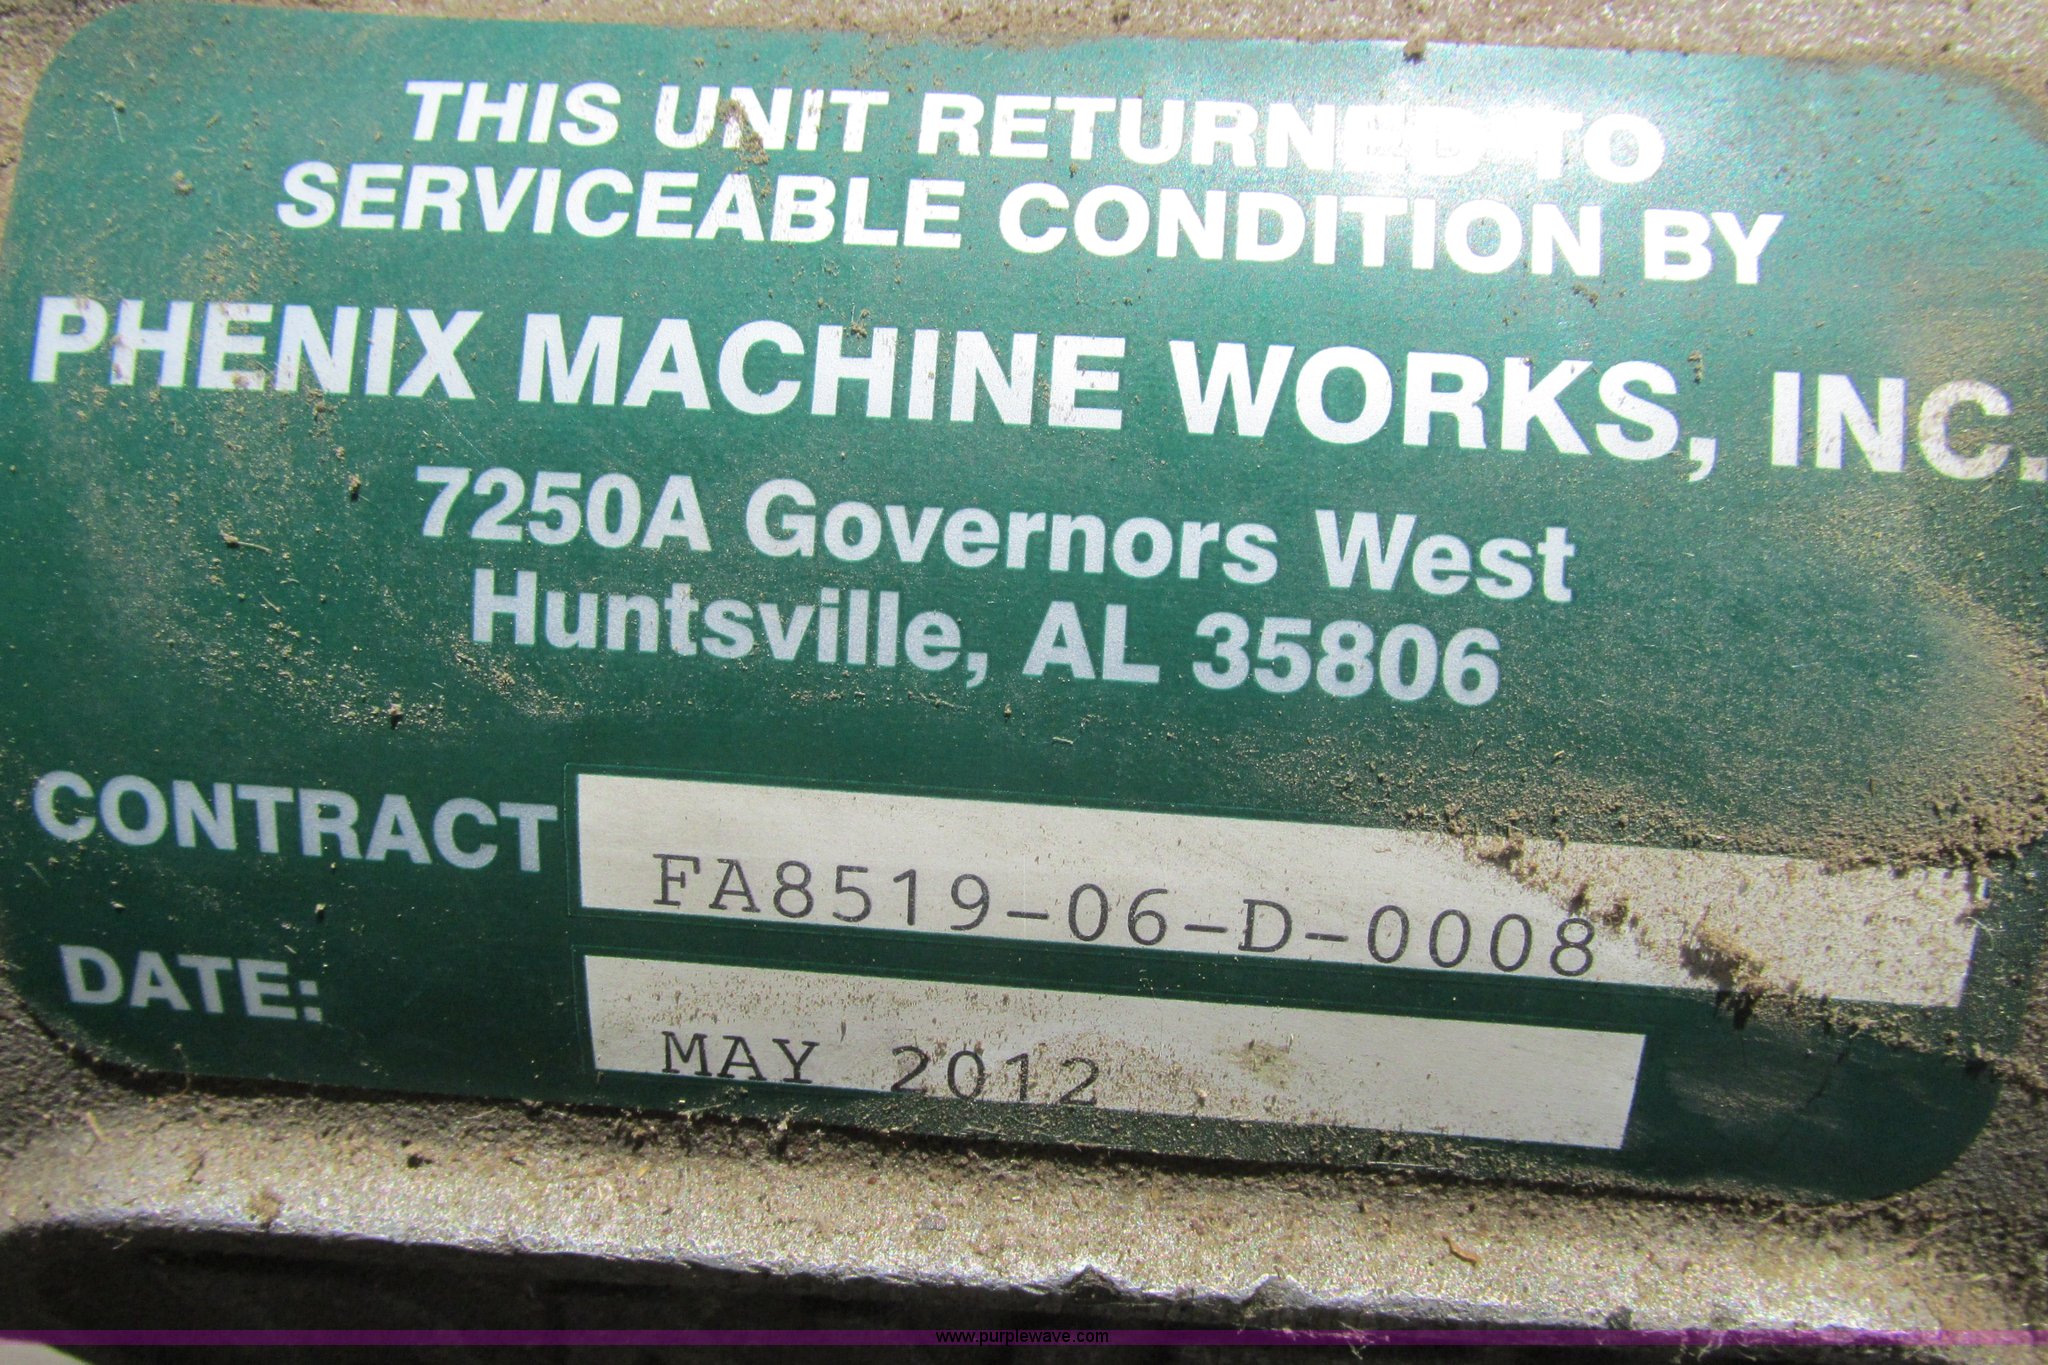 THIS UNIT RETURNED TO
SERVICEABLE CONDITION BY
PHENIX MACHINE WORKS, INC.
7250A Governors West
Huntsville, AL 35806
CONTRACT FA8519-06-D-0008
DATE: MAY 2012
www.purplewave.com